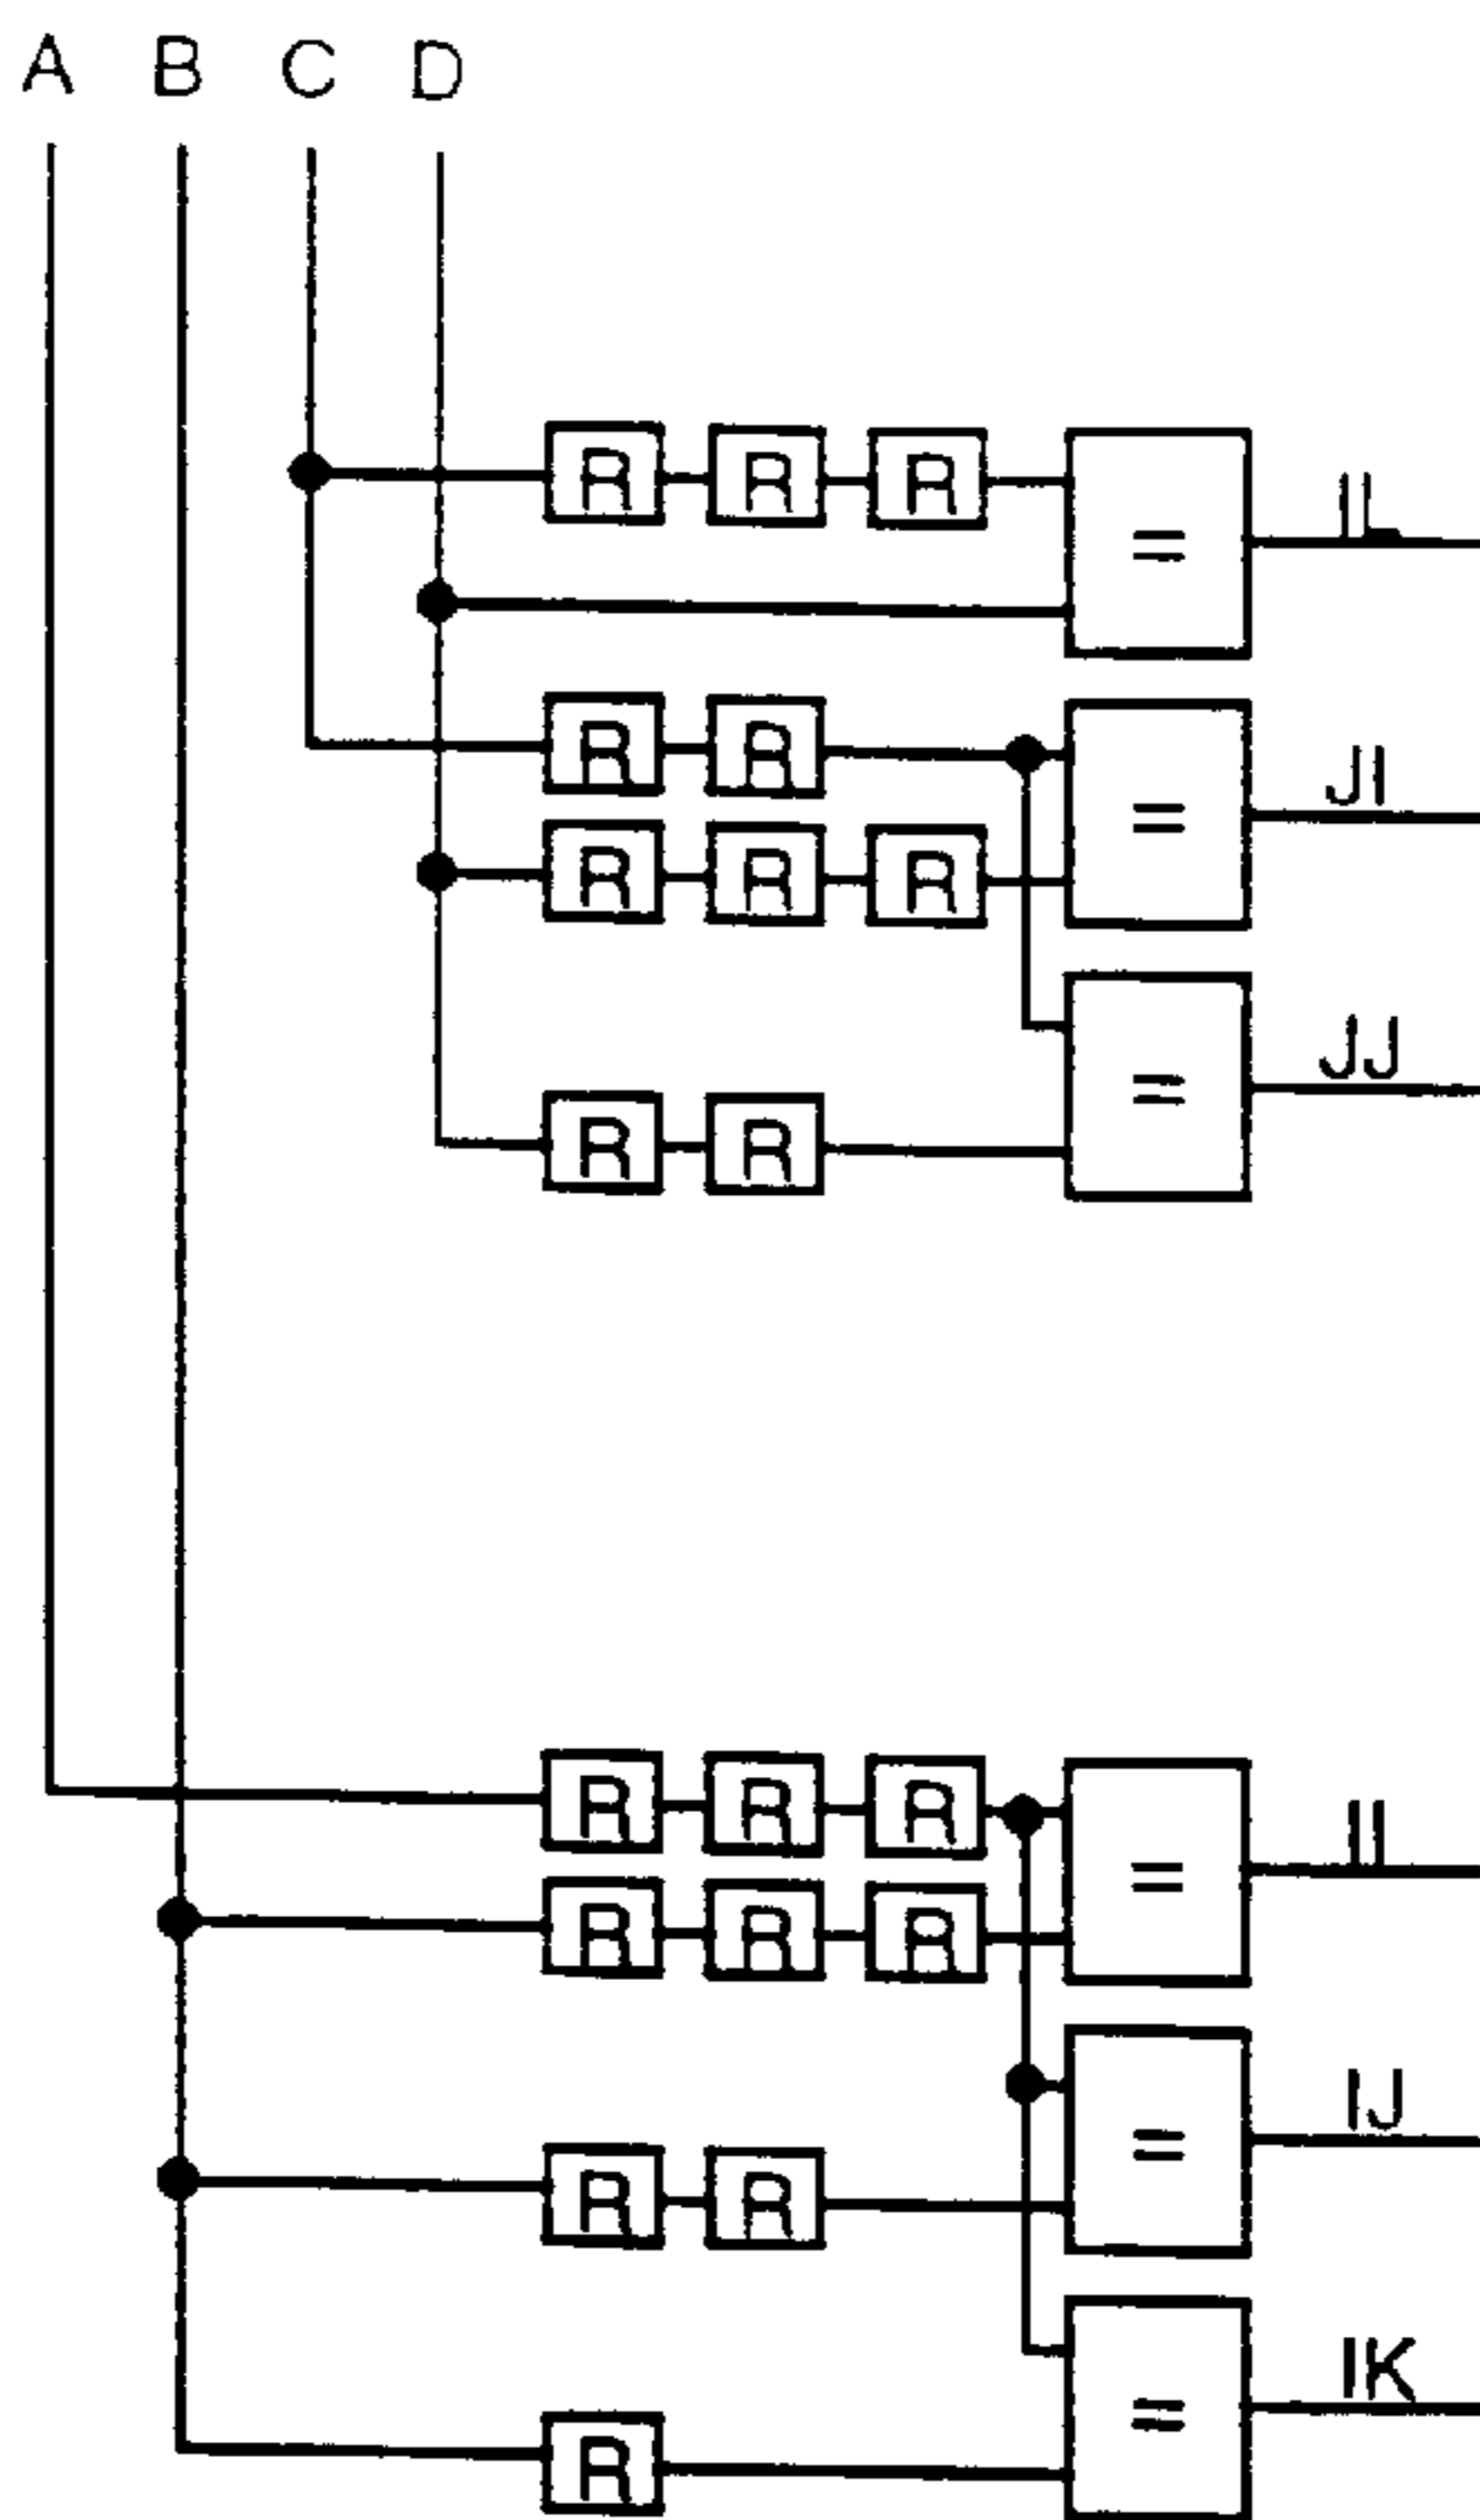 A B C D
R R R = IL
R R = JI
R R R
= JJ
R R
R R R = II
R R R
= IJ
R R
= IK
R